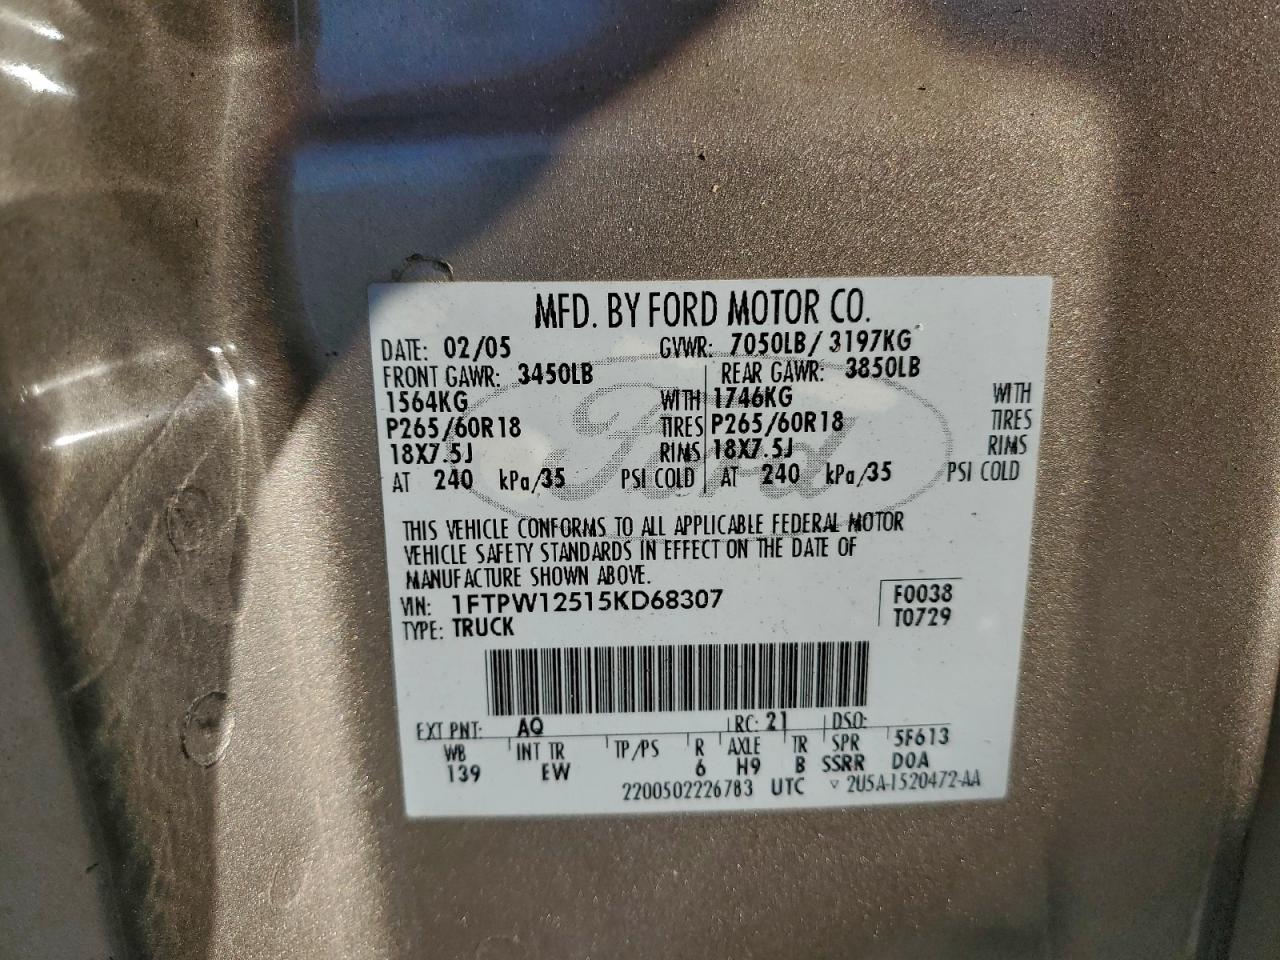 MFD. BY FORD MOTOR CO.
DATE: 02/05 GVWR: 7050LB/ 3197KG
FRONT GAWR: 3450LB REAR GAWR: 3850LB
1564KG WITH 1746KG WITH
P265/60R18 TIRES P265/60R18 TIRES
18X7.5J RIMS 18X7.5J RIMS
AT 240 kPa/35 PSI COLD AT 240 kPa/35 PSI COLD
Ford
THIS VEHICLE CONFORMS TO ALL APPLICABLE FEDERAL MOTOR
VEHICLE SAFETY STANDARDS IN EFFECT ON THE DATE OF
MANUFACTURE SHOWN ABOVE.
VIN: 1FTPW12515KD68307 F0038
TYPE: TRUCK T0729
EXT PNT: AQ RC: 21 DSO:
WB INT TR TP/PS R AXLE TR SPR 5F613
139 EW 6 H9 B SSRR DOA
2200502226783 UTC ▽ 2U5A-1520472-AA